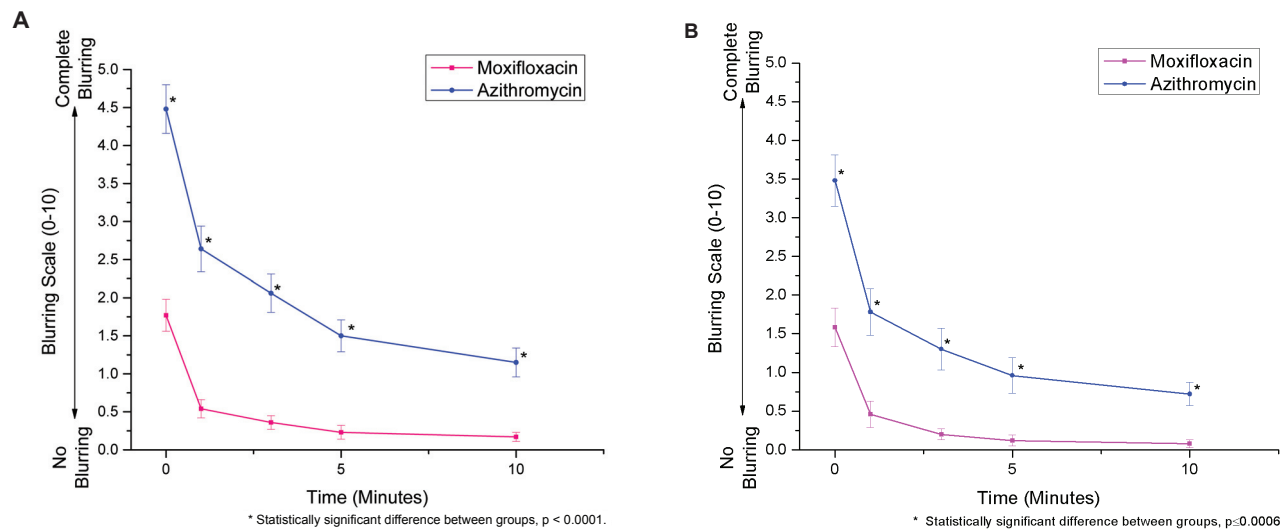 A
Complete
Blurring
Blurring Scale (0-10)
No
Blurring
5.0
4.5
4.0
3.5
3.0
2.5
2.0
1.5
1.0
0.5
0.0
Moxifloxacin
Azithromycin
*
*
*
*
*
0 5 10
Time (Minutes)
* Statistically significant difference between groups, p < 0.0001.
B
Complete
Blurring
Blurring Scale (0-10)
No
Blurring
5.0
4.5
4.0
3.5
3.0
2.5
2.0
1.5
1.0
0.5
0.0
Moxifloxacin
Azithromycin
*
*
*
*
*
0 5 10
Time (Minutes)
* Statistically significant difference between groups, p≤0.0006